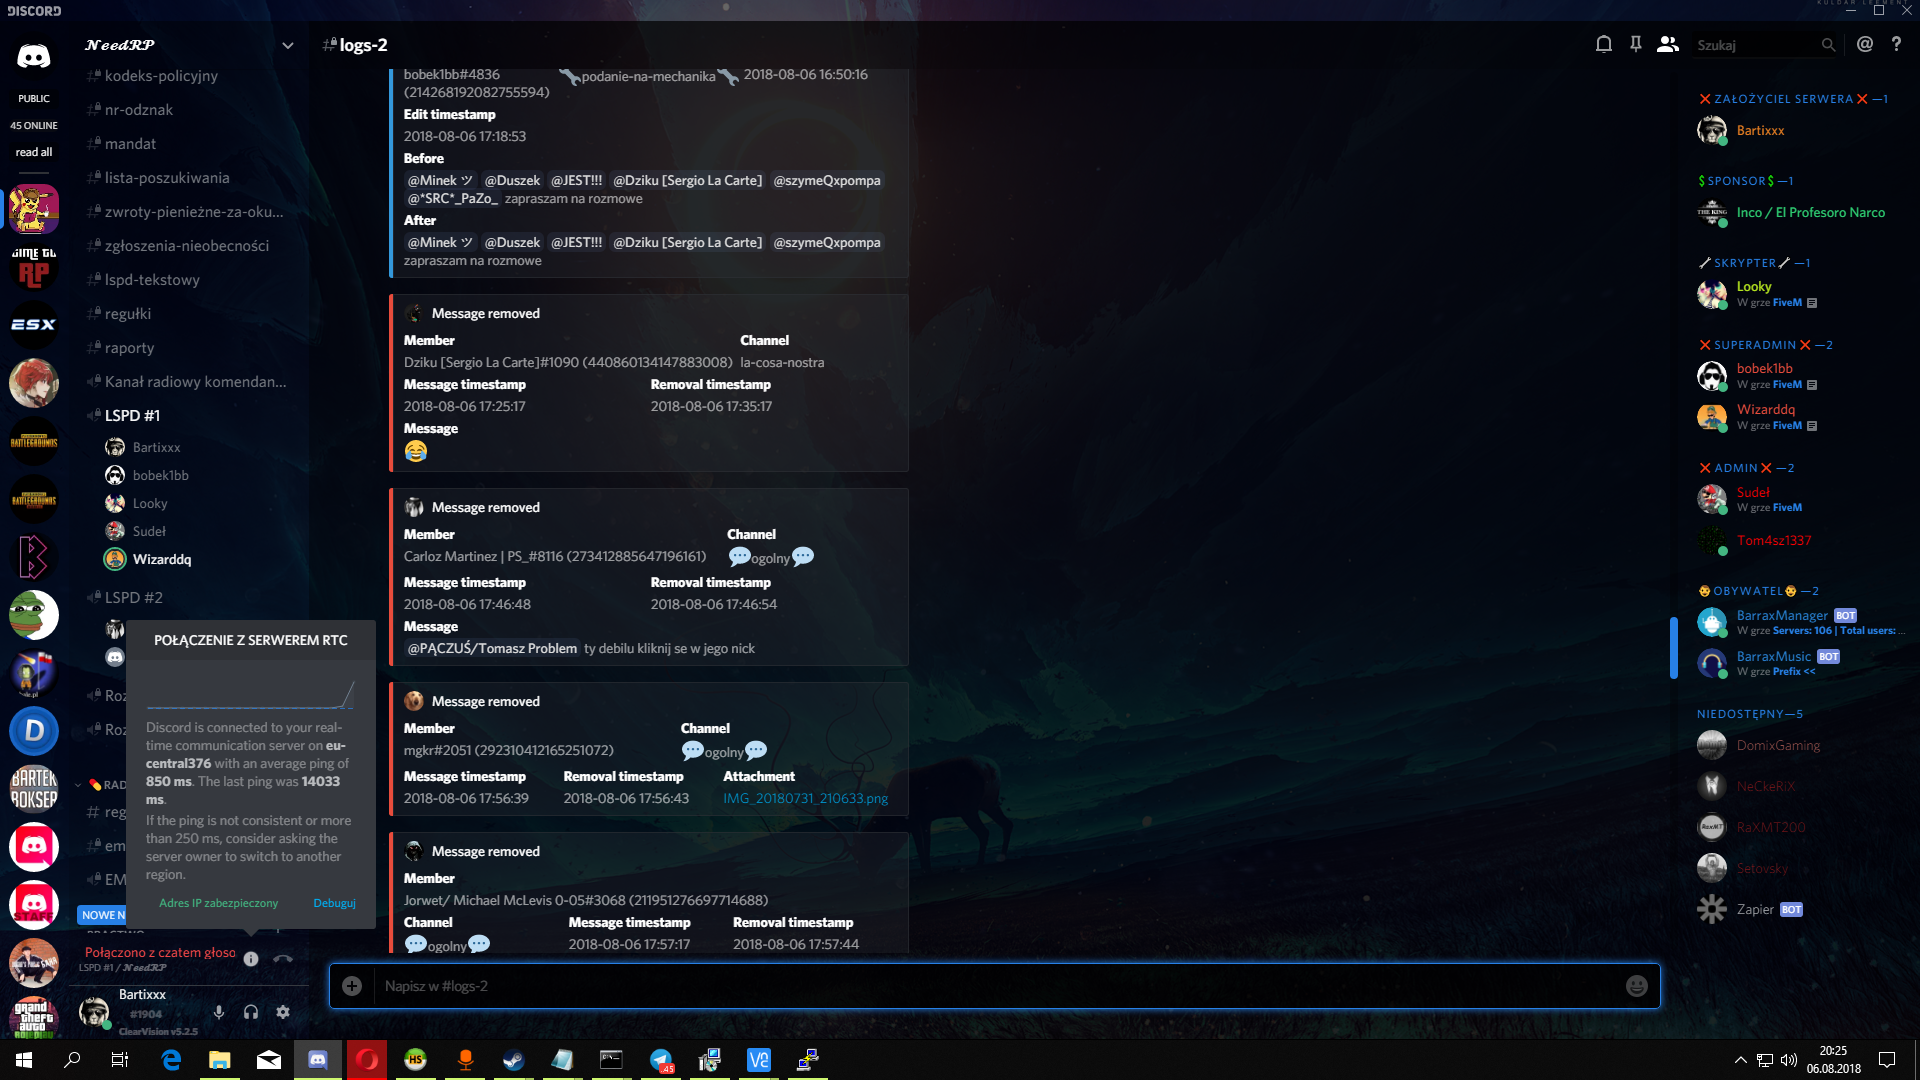 DISCORD
PUBLIC
45 ONLINE
read all
ESX
BATTLEGROUNDS
BATTLEGROUNDS
BARTEK
BOKSER
STAFF
grand
theft
auto
NeedRP
kodeks-policyjny
nr-odznak
mandat
lista-poszukiwania
zwroty-pienieżne-za-oku...
zgłoszenia-nieobecności
lspd-tekstowy
regułki
raporty
Kanał radiowy komendan...
LSPD #1
Bartixxx
bobek1bb
Looky
Sudeł
Wizarddq
LSPD #2
POŁĄCZENIE Z SERWEREM RTC
Discord is connected to your real-
time communication server on eu-
central376 with an average ping of
850 ms. The last ping was 14033
ms.
If the ping is not consistent or more
than 250 ms, consider asking the
server owner to switch to another
region.
Adres IP zabezpieczony Debuguj
Roz
Roz
RAD
reg
em
EM
NOWE N
Połączono z czatem głoso
LSPD #1 / NeedRP
Bartixxx
#1904
ClearVision v5.2.5
# logs-2
Szukaj
@ ?
bobek1bb#4836 podanie-na-mechanika 2018-08-06 16:50:16
(214268192082755594)
Edit timestamp
2018-08-06 17:18:53
Before
@Minek ツ @Duszek @JEST!!! @Dziku [Sergio La Carte] @szymeQxpompa
@*SRC*_PaZo_ zapraszam na rozmowe
After
@Minek ツ @Duszek @JEST!!! @Dziku [Sergio La Carte] @szymeQxpompa
zapraszam na rozmowe
Message removed
Member Channel
Dziku [Sergio La Carte]#1090 (440860134147883008) la-cosa-nostra
Message timestamp Removal timestamp
2018-08-06 17:25:17 2018-08-06 17:35:17
Message
😂
Message removed
Member Channel
Carloz Martinez | PS_#8116 (273412885647196161) 💬ogolny💬
Message timestamp Removal timestamp
2018-08-06 17:46:48 2018-08-06 17:46:54
Message
@PĄCZUŚ/Tomasz Problem ty debilu kliknij se w jego nick
Message removed
Member Channel
mgkr#2051 (292310412165251072) 💬ogolny💬
Message timestamp Removal timestamp Attachment
2018-08-06 17:56:39 2018-08-06 17:56:43 IMG_20180731_210633.png
Message removed
Member
Jorwet/ Michael McLevis 0-05#3068 (211951276697714688)
Channel Message timestamp Removal timestamp
💬ogolny💬 2018-08-06 17:57:17 2018-08-06 17:57:44
Napisz w #logs-2
❌ ZAŁOŻYCIEL SERWERA ❌ —1
Bartixxx
💲SPONSOR💲—1
THE KING
Inco / El Profesoro Narco
SKRYPTER —1
Looky
W grze FiveM
❌ SUPERADMIN ❌ —2
bobek1bb
W grze FiveM
Wizarddq
W grze FiveM
❌ ADMIN ❌ —2
Sudeł
W grze FiveM
Tom4sz1337
OBYWATEL —2
BarraxManager BOT
W grze Servers: 106 | Total users: ...
BarraxMusic BOT
W grze Prefix <<
NIEDOSTĘPNY—5
DomixGaming
NeCkeRiX
RaXMT
RaXMT200
Setovsky
Zapier BOT
HS
.45
20:25
06.08.2018